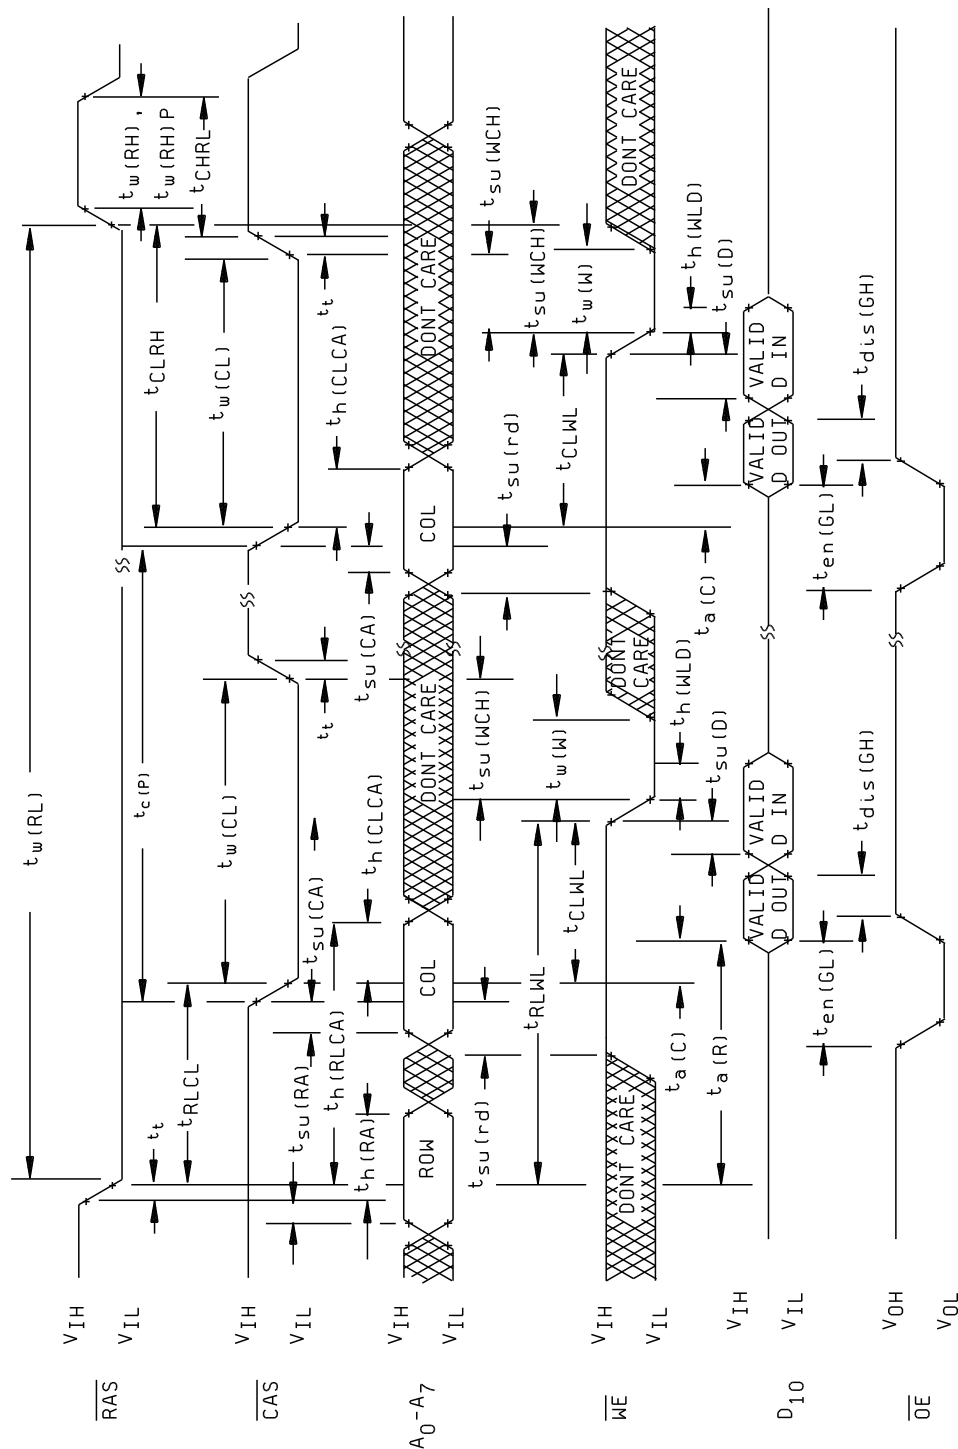 RAS
VIH
VIL
tw(RL)
tt
tRLCL
tc(P)
tCLRH
tw(RH),
tw(RH)P
tCHRL
CAS
VIH
VIL
tw(CL)
tt
tw(CL)
tt
tsu(RA)
th(RLCA)
tsu(CA)
th(CLCA)
th(RA)
tsu(CA)
th(CLCA)
A0-A7
VIH
VIL
ROW
COL
DONT CARE
COL
DONT CARE
tsu(rd)
tsu(WCH)
tsu(rd)
tsu(WCH)
tRLWL
tCLWL
tw(W)
tCLWL
tsu(WCH)
tw(W)
WE
VIH
VIL
DONT CARE
DONT
CARE
DONT CARE
ta(C)
ta(R)
tsu(D)
th(WLD)
ta(C)
tsu(D)
th(WLD)
D10
VIH
VIL
VALID
D OUT
VALID
D IN
VALID
D OUT
VALID
D IN
ten(GL)
tdis(GH)
ten(GL)
tdis(GH)
OE
VOH
VOL